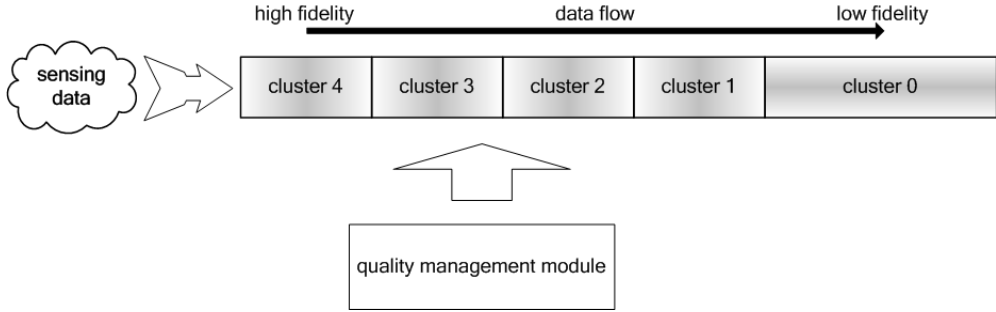 high fidelity data flow low fidelity
sensing
data
cluster 4 cluster 3 cluster 2 cluster 1 cluster 0
quality management module